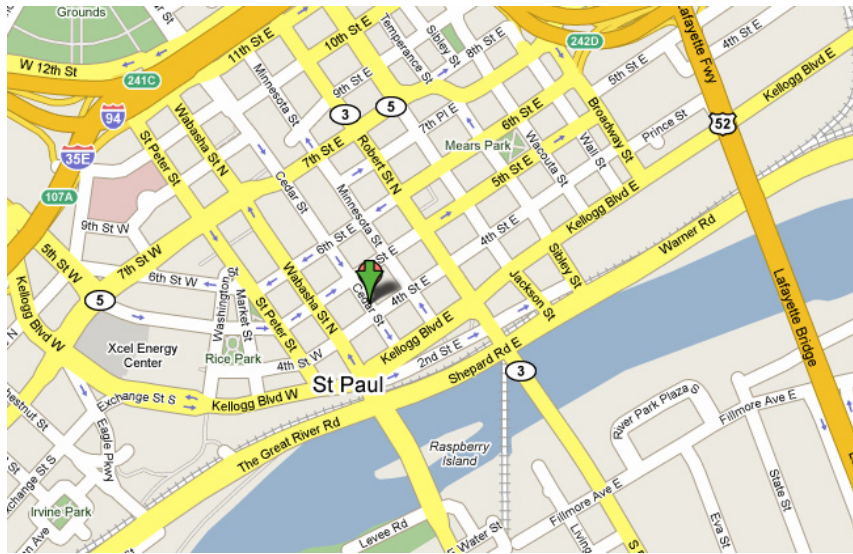 Grounds
W 12th St
241C
94
35E
107A
11th St E
10th St E
Temperance St
Sibley St
8th St E
242D
Lafayette Fwy
4th St E
5th St E
Kellogg Blvd E
Minnesota St
9th St E
3
5
7th Pl E
6th St E
Broadway St
Prince St
52
Wabasha St N
St Peter St
7th St E
Robert St N
Mears Park
Wacouta St
Wall St
5th St E
Cedar St
Minnesota St
Kellogg Blvd E
Warner Rd
9th St W
6th St E
4th St E
5th St W
7th St W
6th St W
5
Kellogg Blvd W
Washington St
Market St
St Peter St
Wabasha St N
St E
Cedar St
4th St E
Sibley St
Jackson St
Lafayette Bridge
Xcel Energy
Center
Rice Park
4th St W
Kellogg Blvd E
2nd St E
Shepard Rd E
3
St Paul
Kellogg Blvd W
Exchange St S
The Great River Rd
Chestnut St
Eagle Pkwy
Exchange St S
Irvine Park
Raspberry
Island
River Park Plaza S
Fillmore Ave E
Fillmore Ave E
State St
Eva St
Levee Rd
E Water St
Living
S R